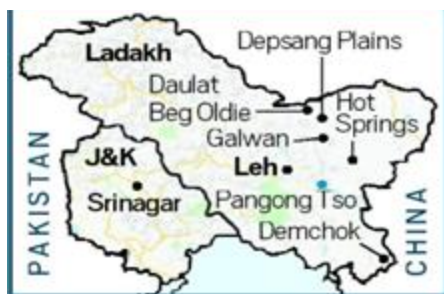 Depsang Plains
Ladakh
Daulat
Beg Oldie
Hot
Springs
Galwan
J&K
Leh
Srinagar
Pangong Tso
Demchok
PAKISTAN
CHINA